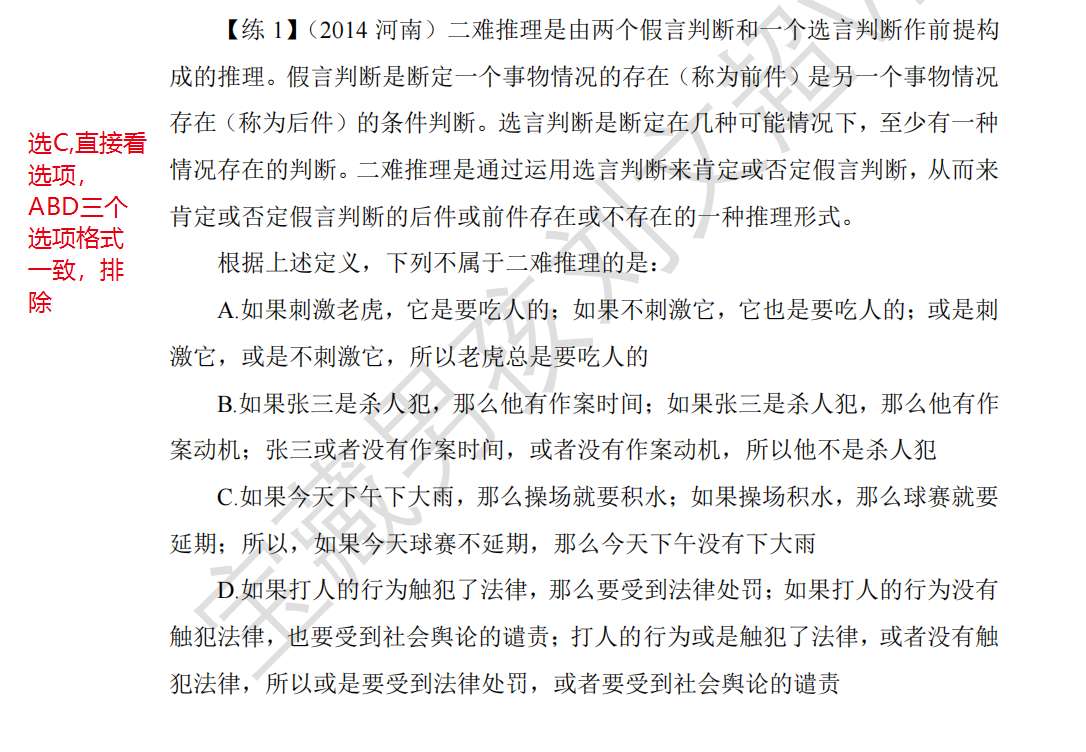 【练 1】（2014 河南）二难推理是由两个假言判断和一个选言判断作前提构
成的推理。假言判断是断定一个事物情况的存在（称为前件）是另一个事物情况
存在（称为后件）的条件判断。选言判断是断定在几种可能情况下，至少有一种
情况存在的判断。二难推理是通过运用选言判断来肯定或否定假言判断，从而来
肯定或否定假言判断的后件或前件存在或不存在的一种推理形式。
选C,直接看
选项，
ABD三个
选项格式
一致，排
除
根据上述定义，下列不属于二难推理的是：
A.如果刺激老虎，它是要吃人的；如果不刺激它，它也是要吃人的；或是刺
激它，或是不刺激它，所以老虎总是要吃人的
B.如果张三是杀人犯，那么他有作案时间；如果张三是杀人犯，那么他有作
案动机；张三或者没有作案时间，或者没有作案动机，所以他不是杀人犯
C.如果今天下午下大雨，那么操场就要积水；如果操场积水，那么球赛就要
延期；所以，如果今天球赛不延期，那么今天下午没有下大雨
D.如果打人的行为触犯了法律，那么要受到法律处罚；如果打人的行为没有
触犯法律，也要受到社会舆论的谴责；打人的行为或是触犯了法律，或者没有触
犯法律，所以或是要受到法律处罚，或者要受到社会舆论的谴责
宝藏男孩刘文超